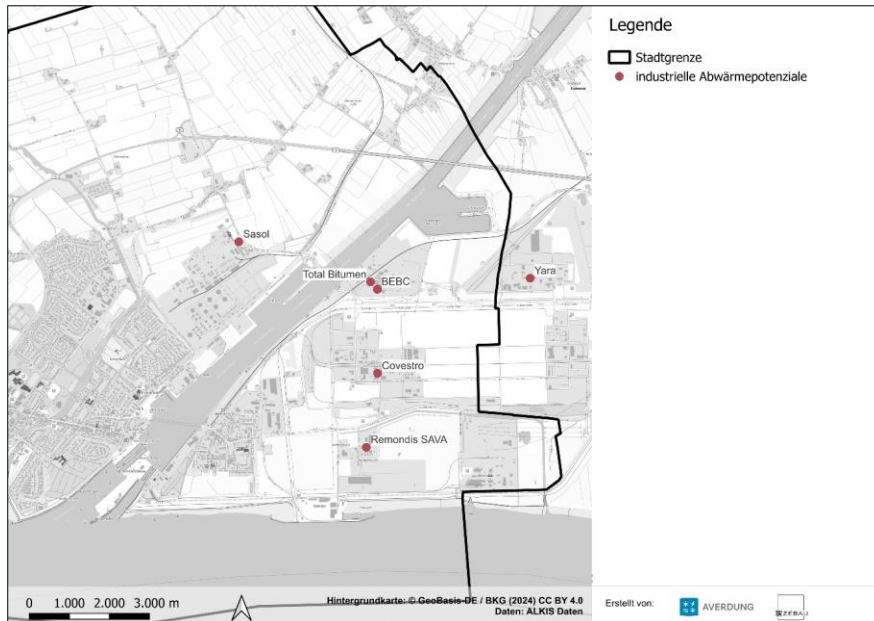 Legende
Stadtgrenze
industrielle Abwärmepotenziale
Sasol
Total Bitumen
BEBC
Yara
Covestro
Remondis SAVA
0 1.000 2.000 3.000 m
Hintergrundkarte: © GeoBasis-DE / BKG (2024) CC BY 4.0
Daten: ALKIS Daten
Erstellt von:
AVERDUNG